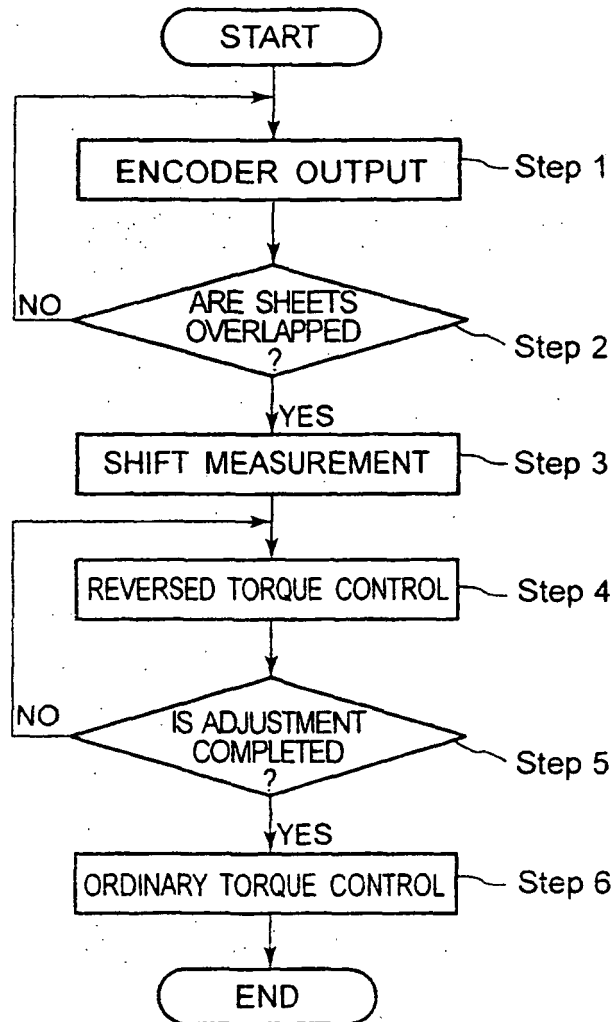 START
ENCODER OUTPUT
Step 1
ARE SHEETS
OVERLAPPED
?
NO
Step 2
YES
SHIFT MEASUREMENT
Step 3
REVERSED TORQUE CONTROL
Step 4
NO
IS ADJUSTMENT
COMPLETED
?
Step 5
YES
ORDINARY TORQUE CONTROL
Step 6
END